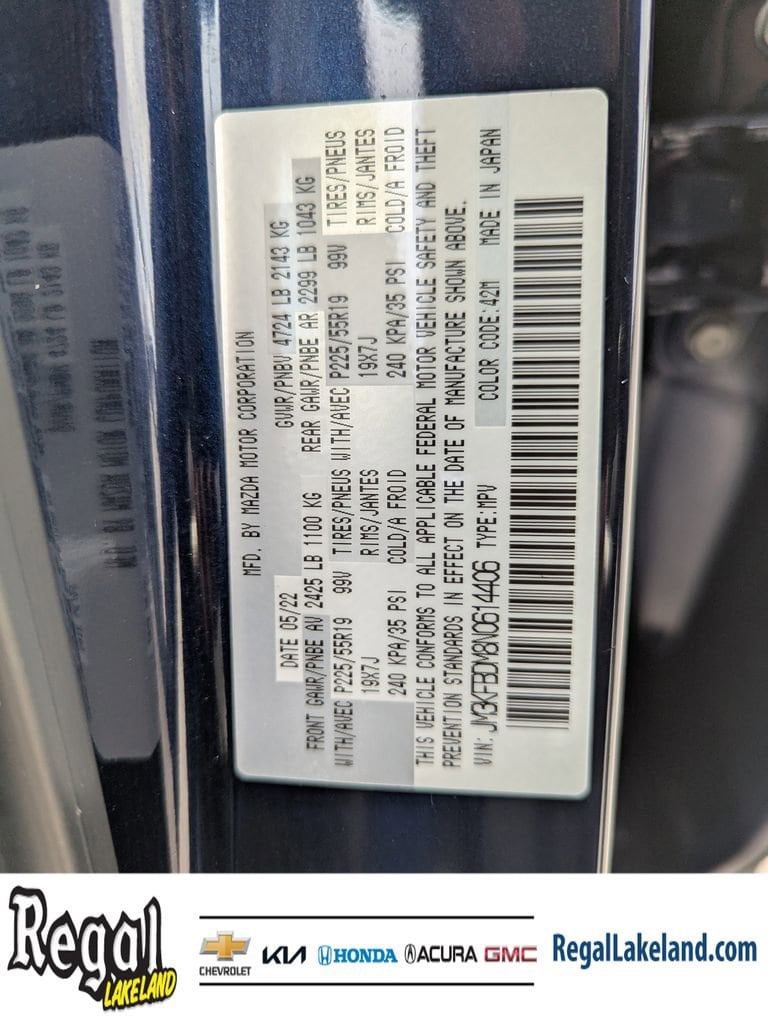 MFD. BY MAZDA MOTOR CORPORATION
DATE 05/22 GVWR/PNBV 4724 LB 2143 KG
FRONT GAWR/PNBE AV 2425 LB 1100 KG REAR GAWR/PNBE AR 2299 LB 1043 KG
WITH/AVEC P225/55R19 99V TIRES/PNEUS WITH/AVEC P225/55R19 99V TIRES/PNEUS
19X7J RIMS/JANTES 19X7J RIMS/JANTES
240 KPA/35 PSI COLD/A FROID 240 KPA/35 PSI COLD/A FROID
THIS VEHICLE CONFORMS TO ALL APPLICABLE FEDERAL MOTOR VEHICLE SAFETY AND THEFT
PREVENTION STANDARDS IN EFFECT ON THE DATE OF MANUFACTURE SHOWN ABOVE.
VIN: JM3KFBDM8N0614406 TYPE:MPV COLOR CODE:42M MADE IN JAPAN
Regal
LAKELAND
CHEVROLET KIA HONDA ACURA GMC
RegalLakeland.com